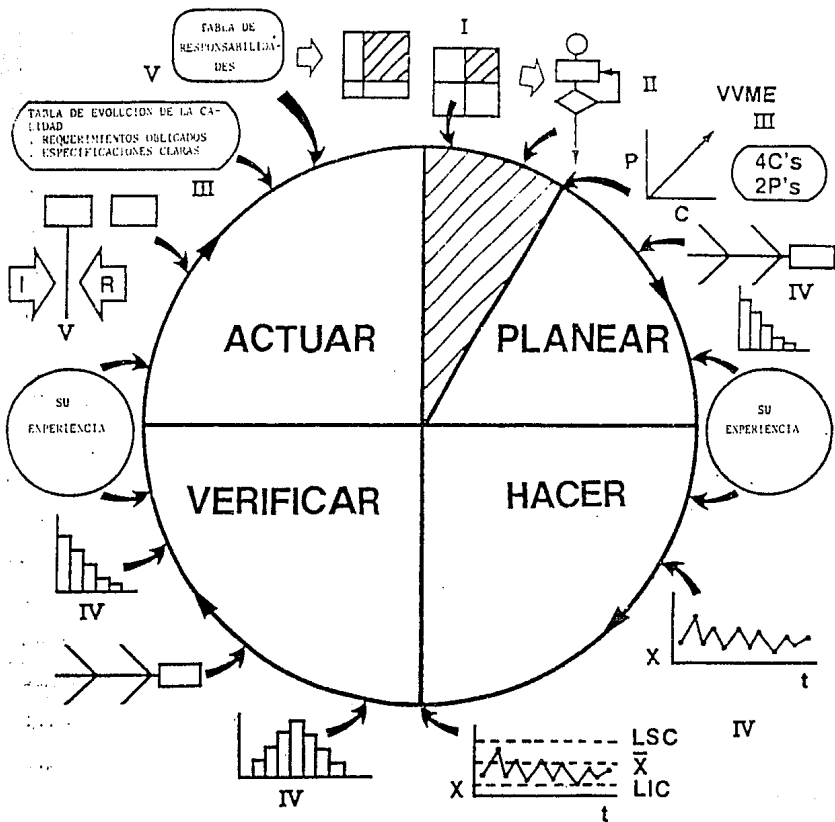 TABLA DE
RESPONSABILIDA-
DES
V
I
II
VVME
III
P
C
4C's
2P's
TABLA DE EVOLUCION DE LA CA-
LIDAD
. REQUERIMIENTOS OBLIGADOS
. ESPECIFICACIONES CLARAS
III
I
R
V
IV
ACTUAR
PLANEAR
SU
EXPERIENCIA
SU
EXPERIENCIA
VERIFICAR
HACER
IV
X
t
IV
IV
LSC
X̅
LIC
X
t